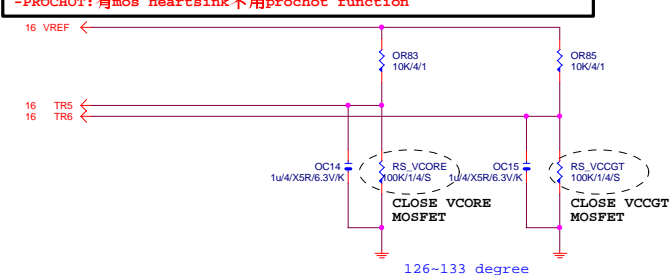 -PROCHOT:有mos heartsink不用prochot function
16 VREF
OR83
10K/4/1
OR85
10K/4/1
16 TR5
16 TR6
OC14
1u/4/X5R/6.3V/K
RS_VCORE
100K/1/4/S
OC15
1u/4/X5R/6.3V/K
RS_VCCGT
100K/1/4/S
CLOSE VCORE
MOSFET
CLOSE VCCGT
MOSFET
126~133 degree